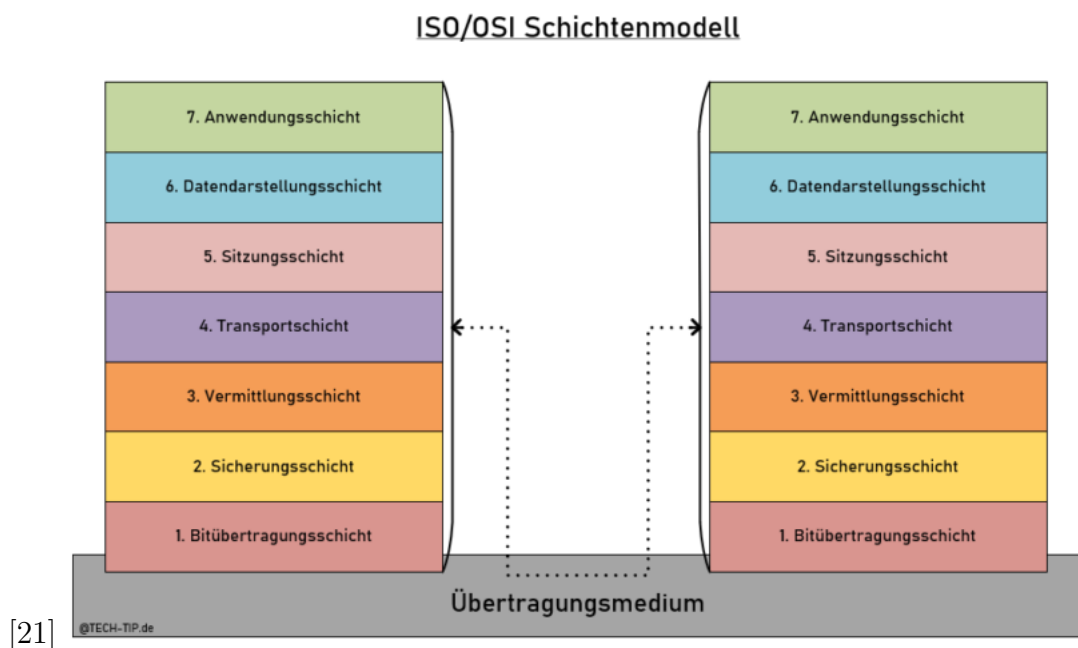 ISO/OSI Schichtenmodell
7. Anwendungsschicht
6. Datendarstellungsschicht
5. Sitzungsschicht
4. Transportschicht
3. Vermittlungsschicht
2. Sicherungsschicht
1. Bitübertragungsschicht
7. Anwendungsschicht
6. Datendarstellungsschicht
5. Sitzungsschicht
4. Transportschicht
3. Vermittlungsschicht
2. Sicherungsschicht
1. Bitübertragungsschicht
Übertragungsmedium
@TECH-TIP.de
[21]